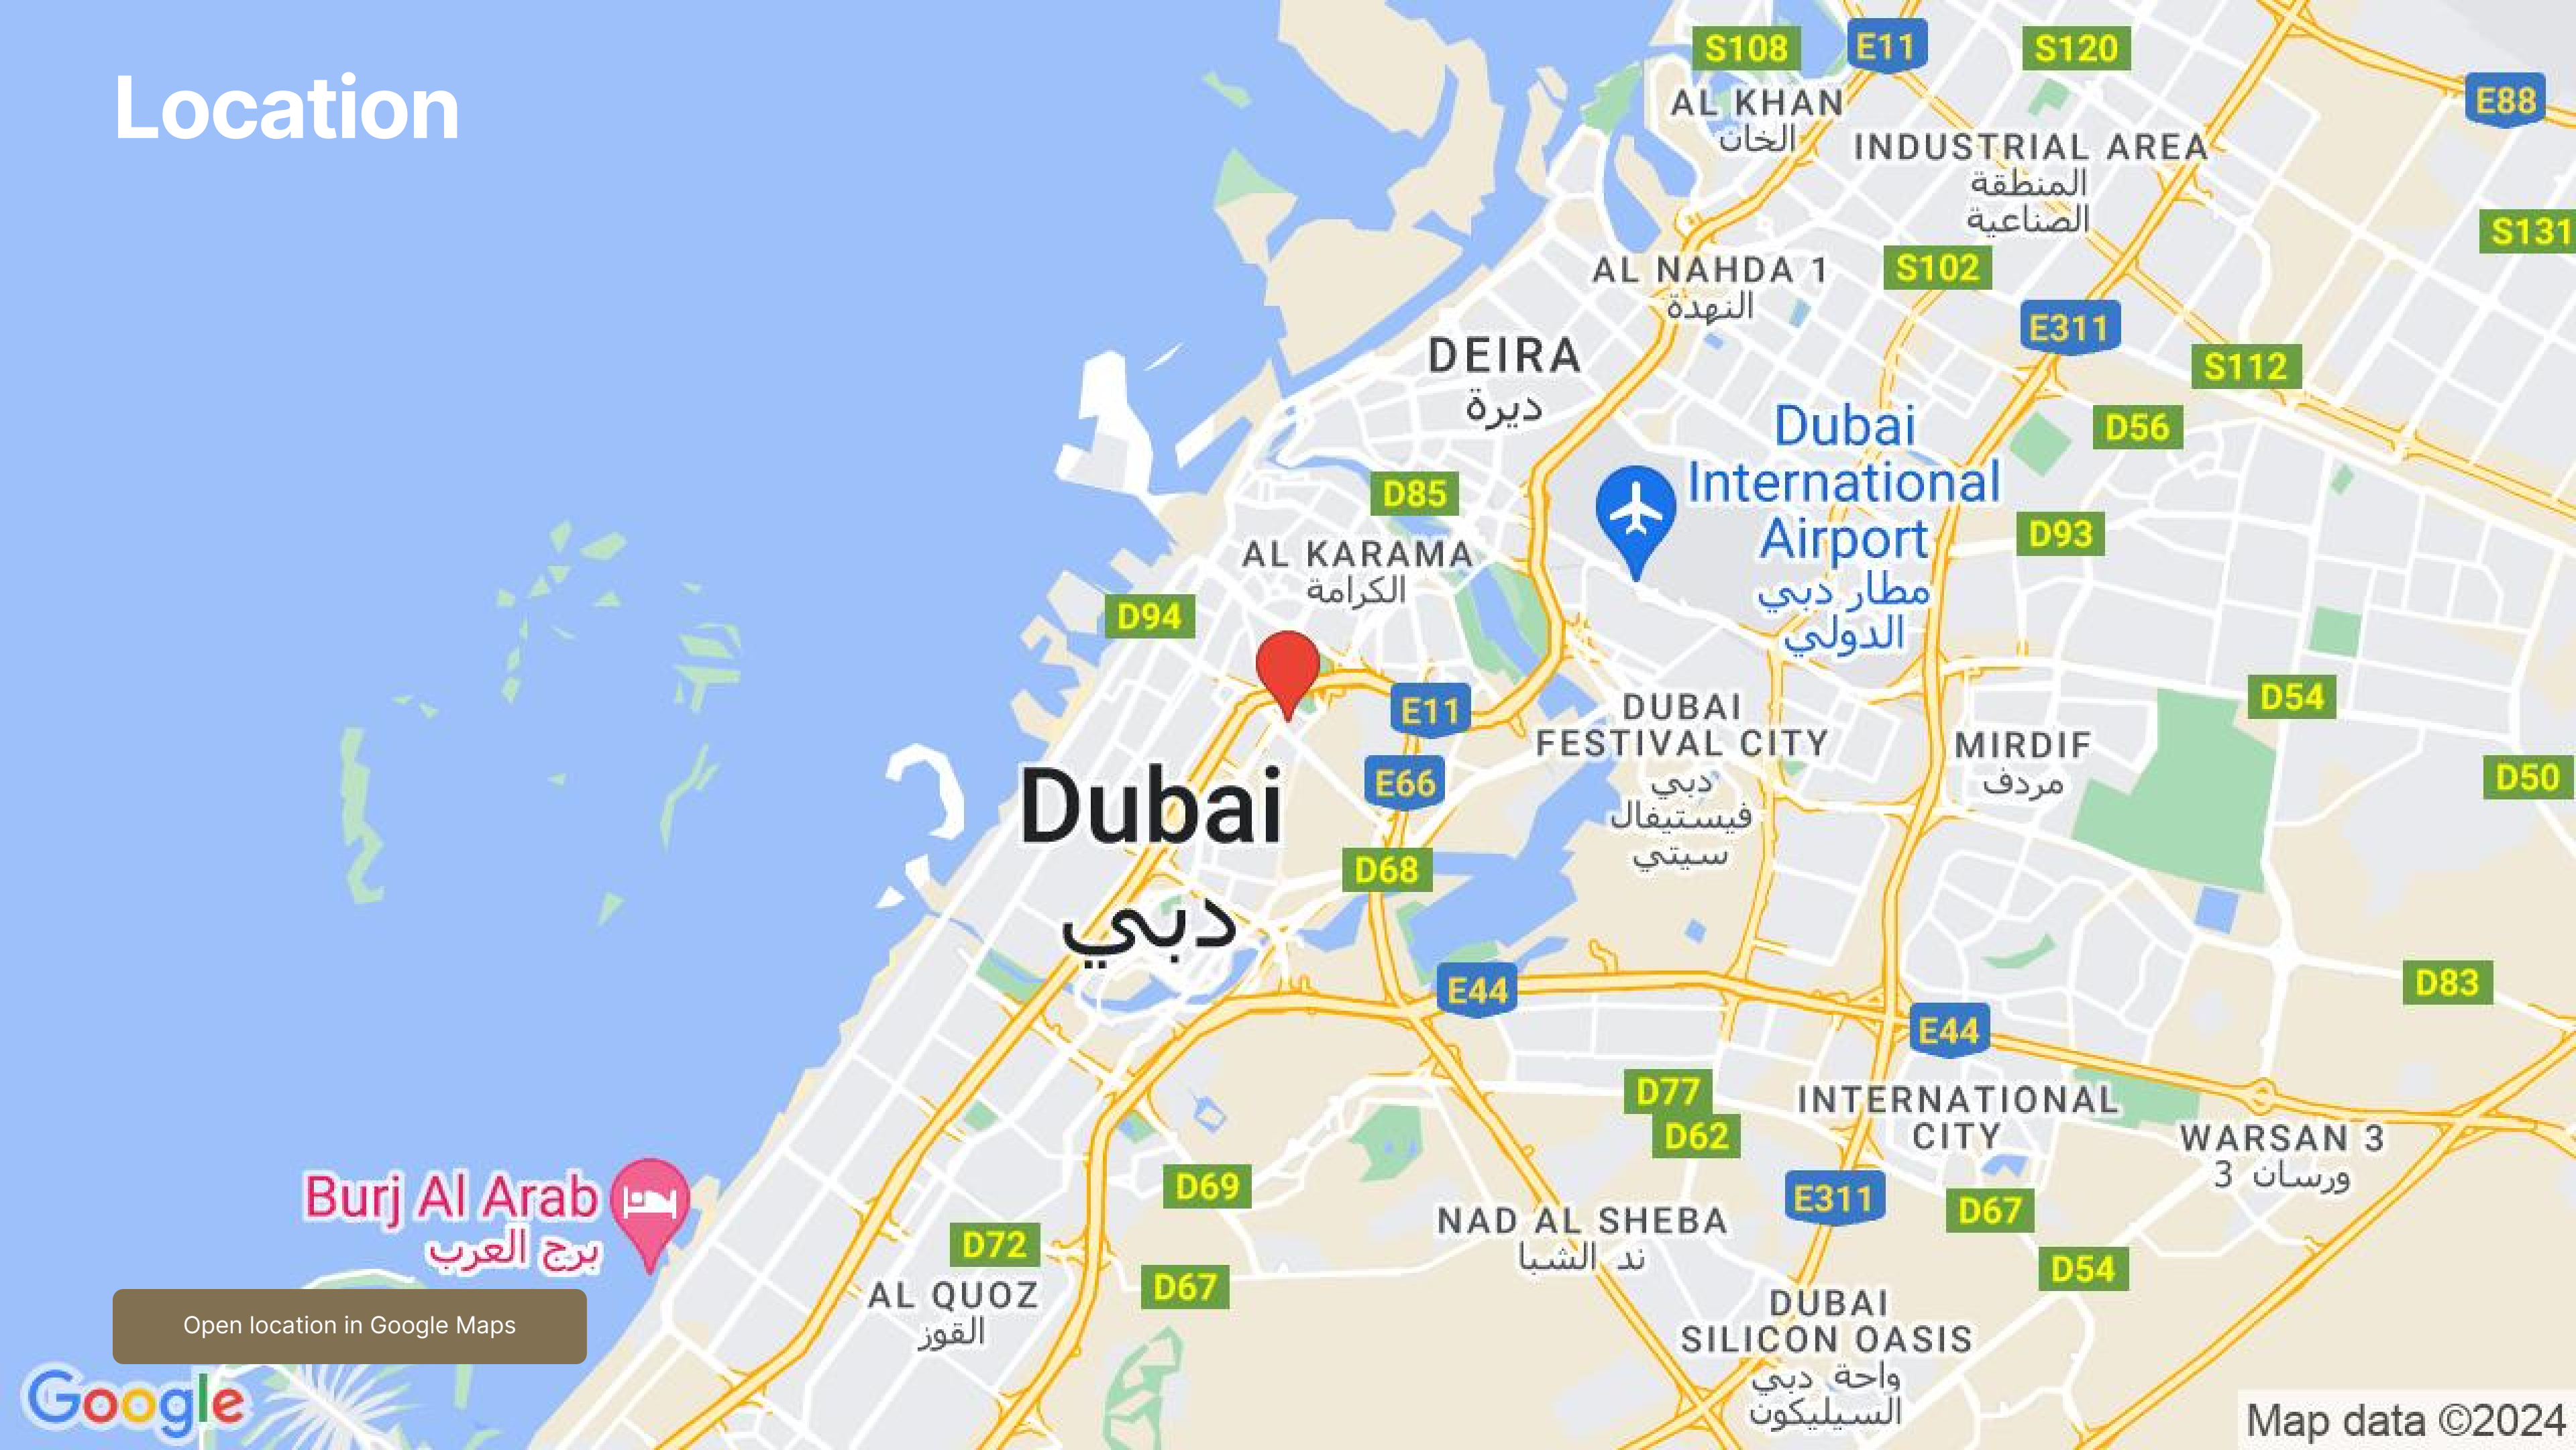 Location
S108
E11
S120
E88
AL KHAN
الخان
INDUSTRIAL AREA
المنطقة
الصناعية
S131
AL NAHDA 1
النهدة
S102
E311
DEIRA
ديرة
S112
D56
Dubai
International
Airport
مطار دبي
الدولي
D85
D93
AL KARAMA
الكرامة
D94
E11
D54
DUBAI
FESTIVAL CITY
دبي
فيستيفال
سيتي
MIRDIF
مردف
E66
D50
Dubai
دبي
D68
E44
D83
E44
D77
D62
INTERNATIONAL
CITY
WARSAN 3
ورسان 3
Burj Al Arab
برج العرب
D69
E311
D67
NAD AL SHEBA
ند الشبا
D72
D54
D67
AL QUOZ
القوز
DUBAI
SILICON OASIS
واحة دبي
السيليكون
Open location in Google Maps
Google
Map data ©2024